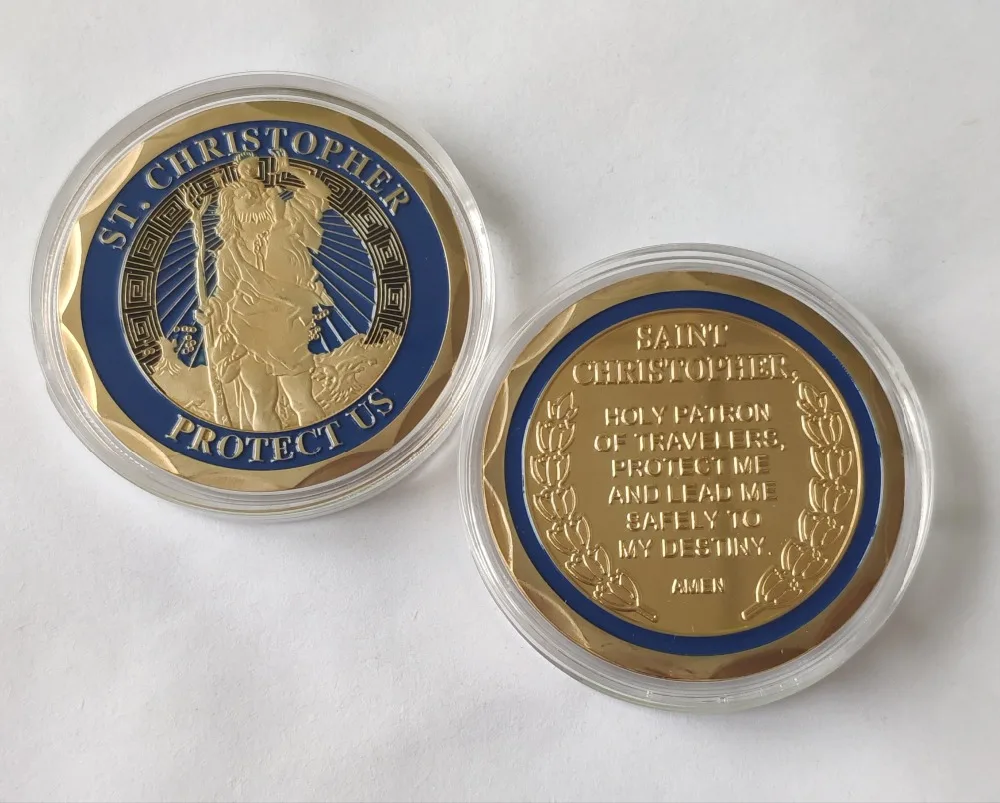 ST. CHRISTOPHER
PROTECT US
SAINT
CHRISTOPHER,
HOLY PATRON
OF TRAVELERS,
PROTECT ME
AND LEAD ME
SAFELY TO
MY DESTINY.
AMEN